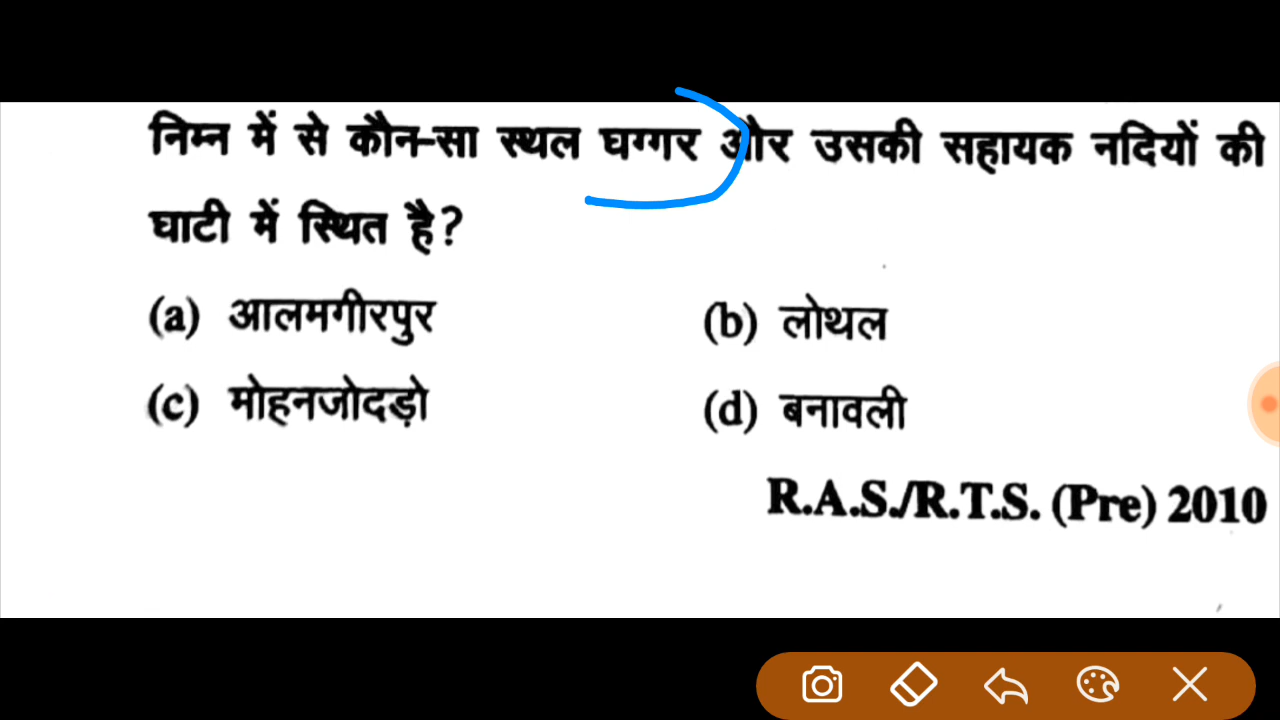 निम्न में से कौन-सा स्थल घग्गर और उसकी सहायक नदियों की
घाटी में स्थित है?
(a) आलमगीरपुर (b) लोथल
(c) मोहनजोदड़ो (d) बनावली
R.A.S./R.T.S. (Pre) 2010